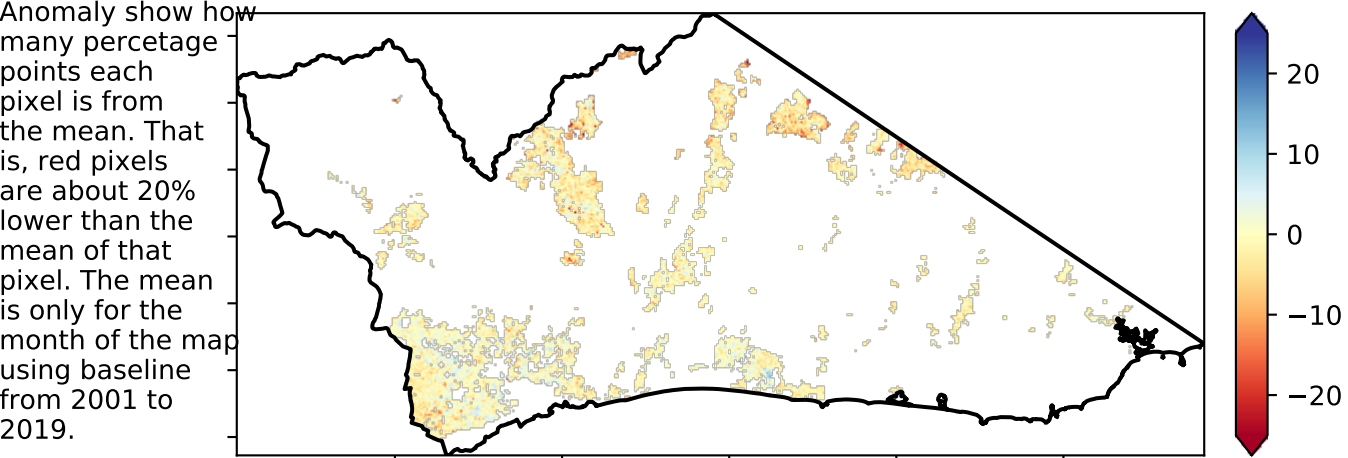 Anomaly show how
many percetage
points each
pixel is from
the mean. That
is, red pixels
are about 20%
lower than the
mean of that
pixel. The mean
is only for the
month of the map
using baseline
from 2001 to
2019.
20
10
0
−10
−20